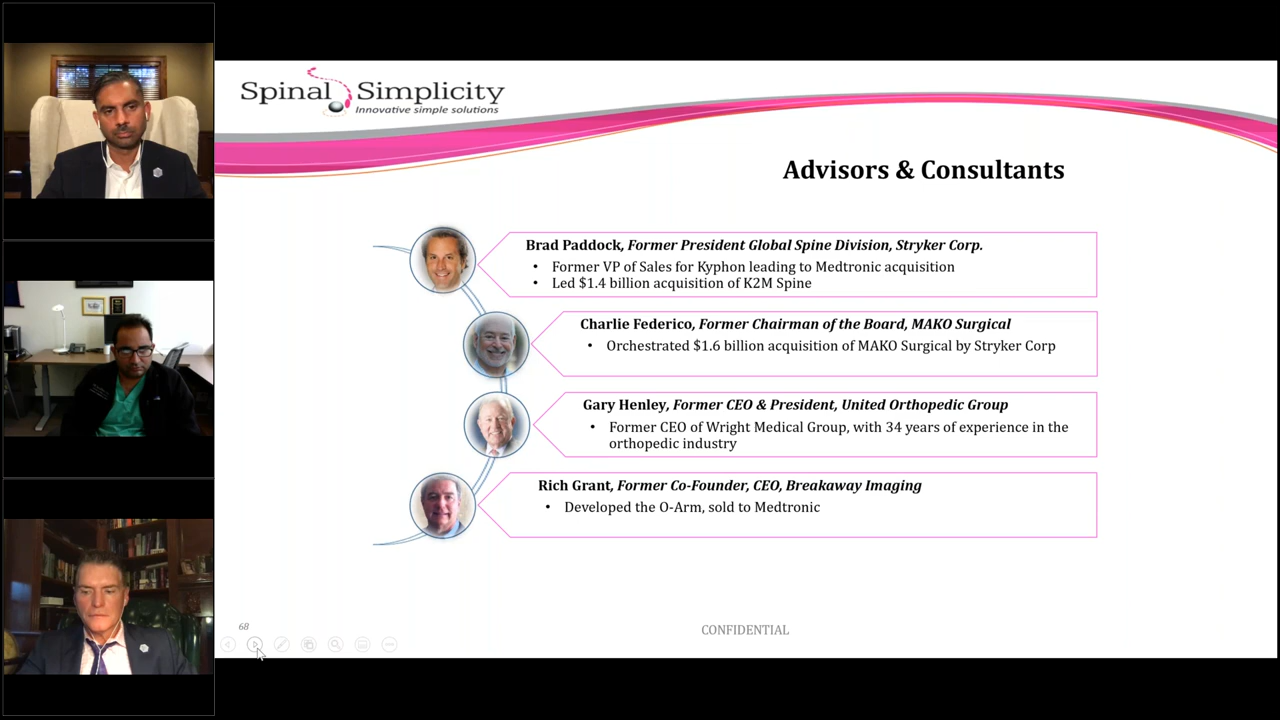 Spinal Simplicity
Innovative simple solutions
Advisors & Consultants
Brad Paddock, Former President Global Spine Division, Stryker Corp.
• Former VP of Sales for Kyphon leading to Medtronic acquisition
• Led $1.4 billion acquisition of K2M Spine
Charlie Federico, Former Chairman of the Board, MAKO Surgical
• Orchestrated $1.6 billion acquisition of MAKO Surgical by Stryker Corp
Gary Henley, Former CEO & President, United Orthopedic Group
• Former CEO of Wright Medical Group, with 34 years of experience in the
orthopedic industry
Rich Grant, Former Co-Founder, CEO, Breakaway Imaging
• Developed the O-Arm, sold to Medtronic
68
CONFIDENTIAL